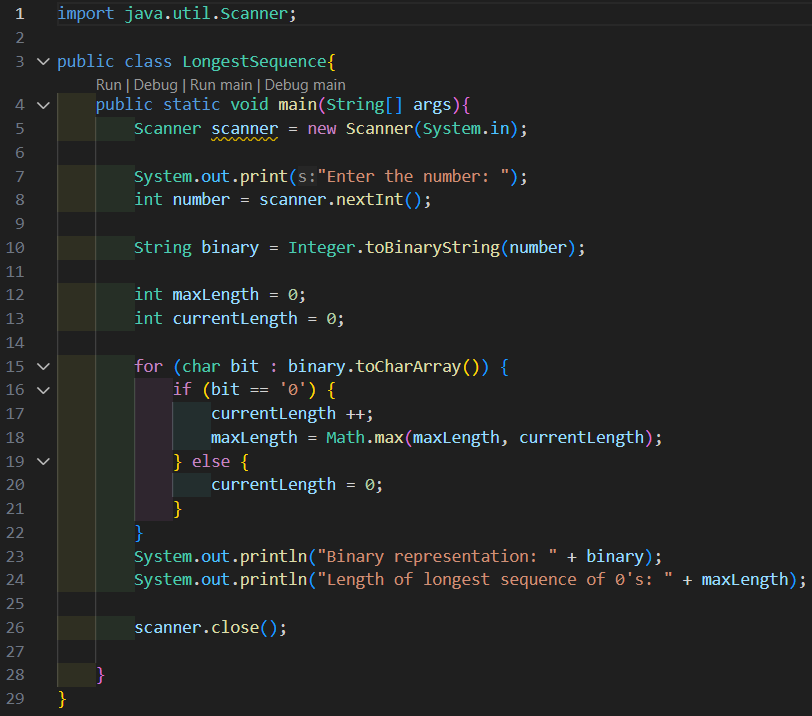 1 import java.util.Scanner;
2
3 public class LongestSequence{
Run | Debug | Run main | Debug main
4 public static void main(String[] args){
5 Scanner scanner = new Scanner(System.in);
6
7 System.out.print(s:"Enter the number: ");
8 int number = scanner.nextInt();
9
10 String binary = Integer.toBinaryString(number);
11
12 int maxLength = 0;
13 int currentLength = 0;
14
15 for (char bit : binary.toCharArray()) {
16 if (bit == '0') {
17 currentLength ++;
18 maxLength = Math.max(maxLength, currentLength);
19 } else {
20 currentLength = 0;
21 }
22 }
23 System.out.println("Binary representation: " + binary);
24 System.out.println("Length of longest sequence of 0's: " + maxLength);
25
26 scanner.close();
27
28 }
29 }